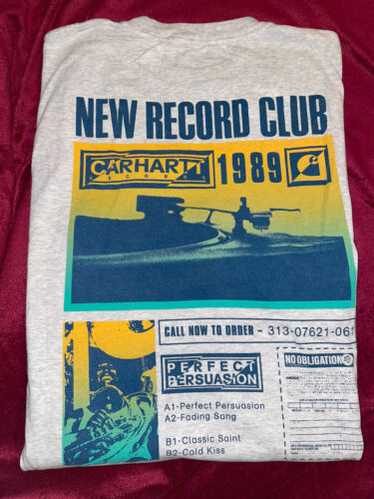 NEW RECORD CLUB
CARHARTT
RECORDS
1989
CALL NOW TO ORDER - 313-07621-06
PERFECT
PERSUASION
NO OBLIGATION
A1-Perfect Persuasion
A2-Fading Song
B1-Classic Saint
B2-Cold Kiss